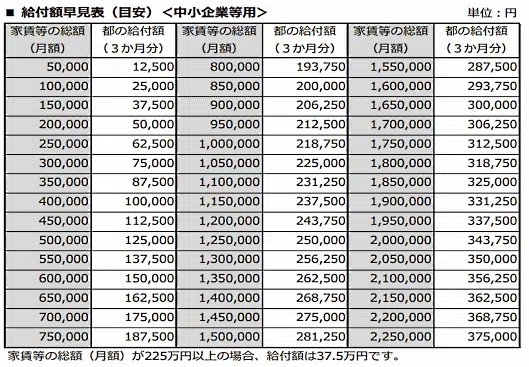 ■ 給付額早見表（目安）＜中小企業等用＞ 単位：円
家賃等の総額 都の給付額 家賃等の総額 都の給付額 家賃等の総額 都の給付額
（月額） （３か月分） （月額） （３か月分） （月額） （３か月分）
50,000 12,500 800,000 193,750 1,550,000 287,500
100,000 25,000 850,000 200,000 1,600,000 293,750
150,000 37,500 900,000 206,250 1,650,000 300,000
200,000 50,000 950,000 212,500 1,700,000 306,250
250,000 62,500 1,000,000 218,750 1,750,000 312,500
300,000 75,000 1,050,000 225,000 1,800,000 318,750
350,000 87,500 1,100,000 231,250 1,850,000 325,000
400,000 100,000 1,150,000 237,500 1,900,000 331,250
450,000 112,500 1,200,000 243,750 1,950,000 337,500
500,000 125,000 1,250,000 250,000 2,000,000 343,750
550,000 137,500 1,300,000 256,250 2,050,000 350,000
600,000 150,000 1,350,000 262,500 2,100,000 356,250
650,000 162,500 1,400,000 268,750 2,150,000 362,500
700,000 175,000 1,450,000 275,000 2,200,000 368,750
750,000 187,500 1,500,000 281,250 2,250,000 375,000
家賃等の総額（月額）が225万円以上の場合、給付額は37.5万円です。